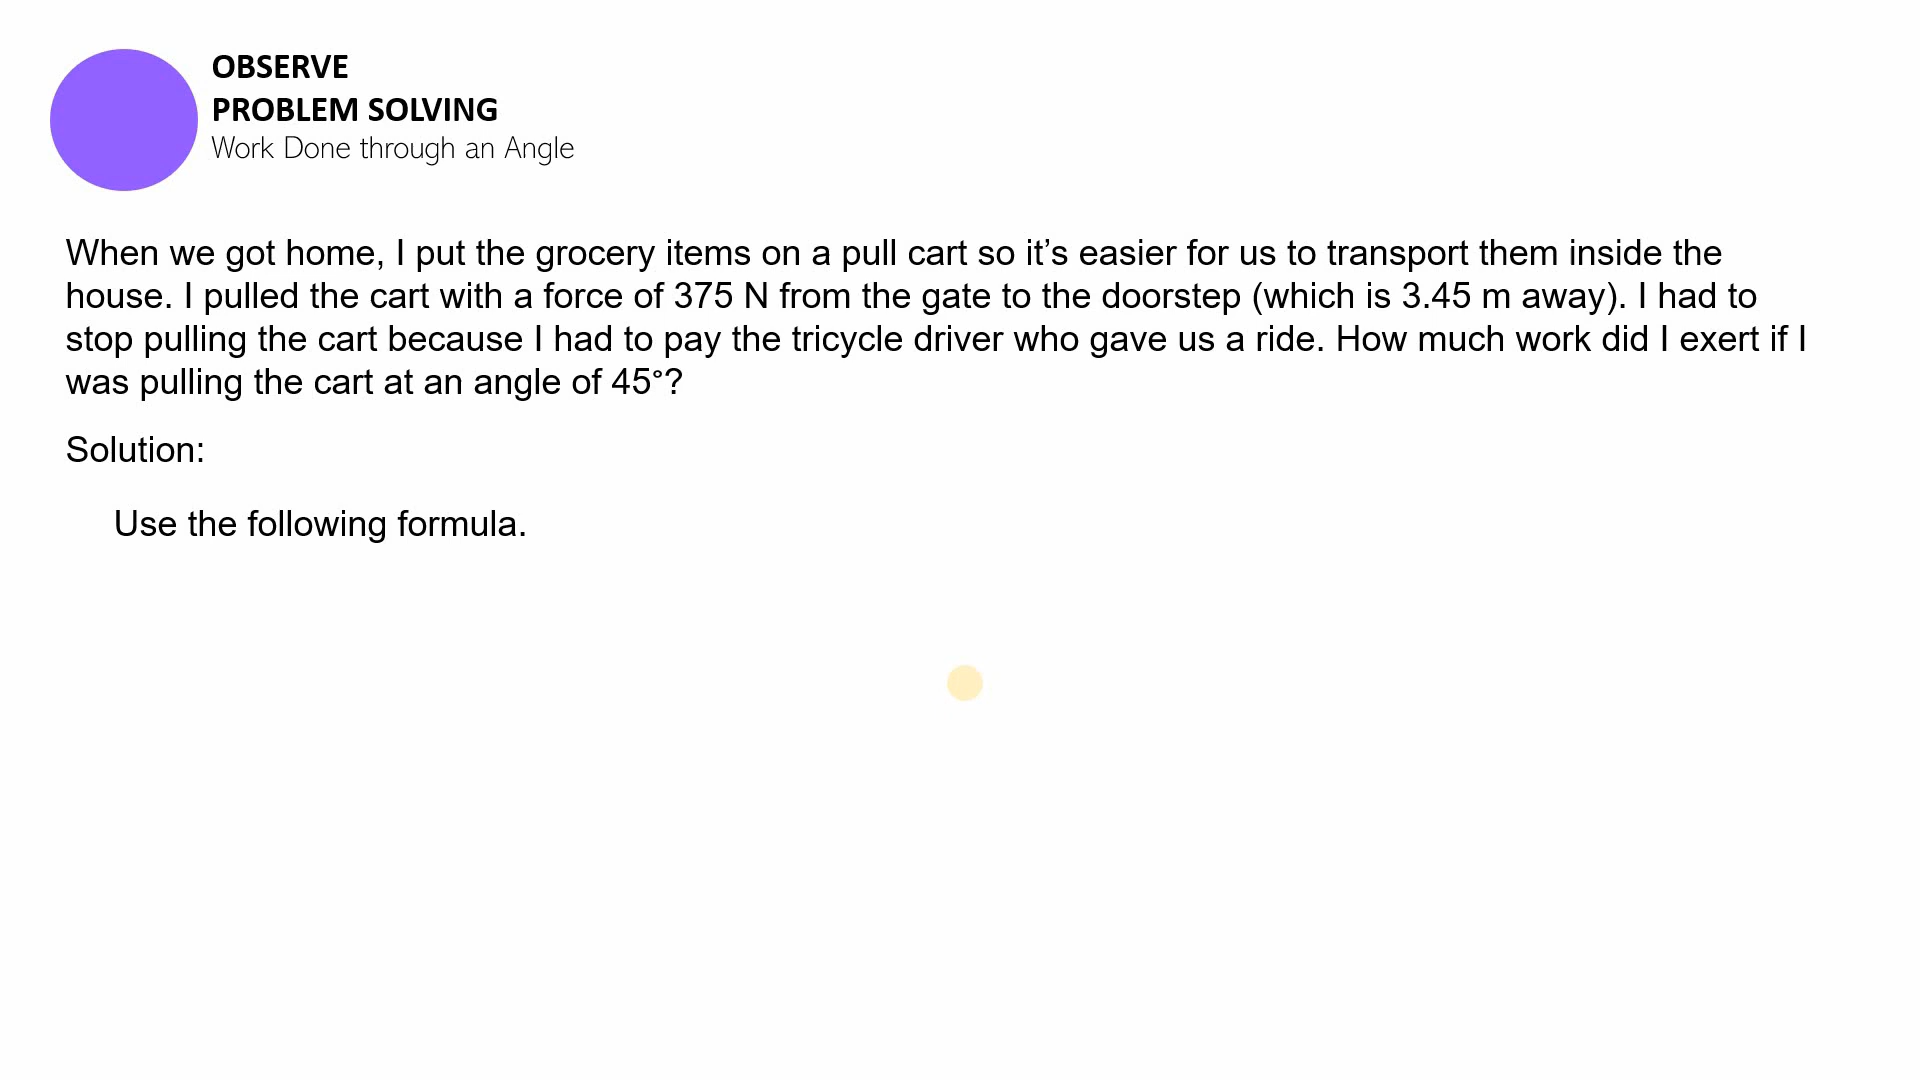 OBSERVE
PROBLEM SOLVING
Work Done through an Angle
When we got home, I put the grocery items on a pull cart so it’s easier for us to transport them inside the
house. I pulled the cart with a force of 375 N from the gate to the doorstep (which is 3.45 m away). I had to
stop pulling the cart because I had to pay the tricycle driver who gave us a ride. How much work did I exert if I
was pulling the cart at an angle of 45°?
Solution:
Use the following formula.